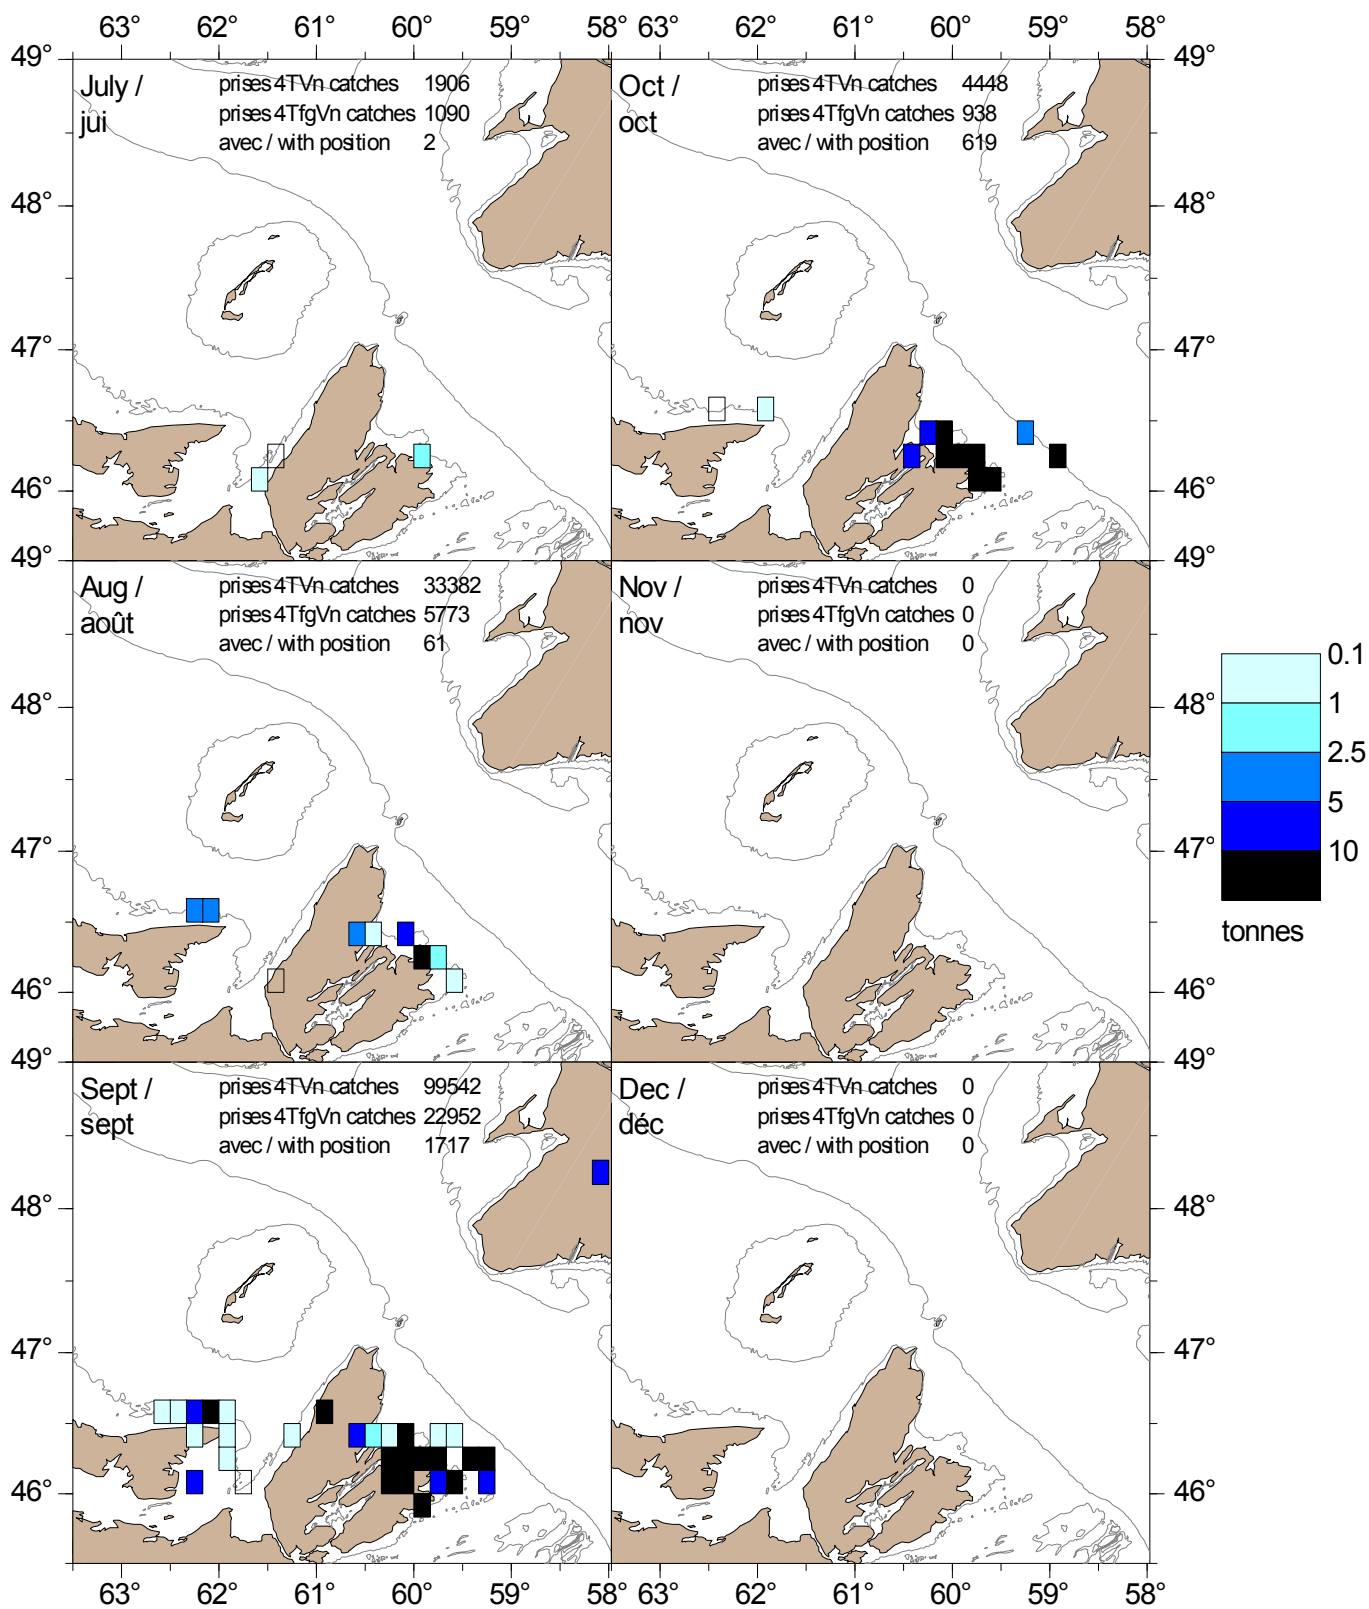 63° 62° 61° 60° 59° 58° 63° 62° 61° 60° 59° 58°
49° 49°
July / jui
prises 4TVn catches 1906
prises 4TfgVn catches 1090
avec / with position 2
Oct / oct
prises 4TVn catches 4448
prises 4TfgVn catches 938
avec / with position 619
48° 48°
47° 47°
46° 46°
49° 49°
Aug / août
prises 4TVn catches 33382
prises 4TfgVn catches 5773
avec / with position 61
Nov / nov
prises 4TVn catches 0
prises 4TfgVn catches 0
avec / with position 0
48° 48°
47° 47°
46° 46°
49° 49°
0.1
1
2.5
5
10
tonnes
Sept / sept
prises 4TVn catches 99542
prises 4TfgVn catches 22952
avec / with position 1717
Dec / déc
prises 4TVn catches 0
prises 4TfgVn catches 0
avec / with position 0
48° 48°
47° 47°
46° 46°
63° 62° 61° 60° 59° 58° 63° 62° 61° 60° 59° 58°